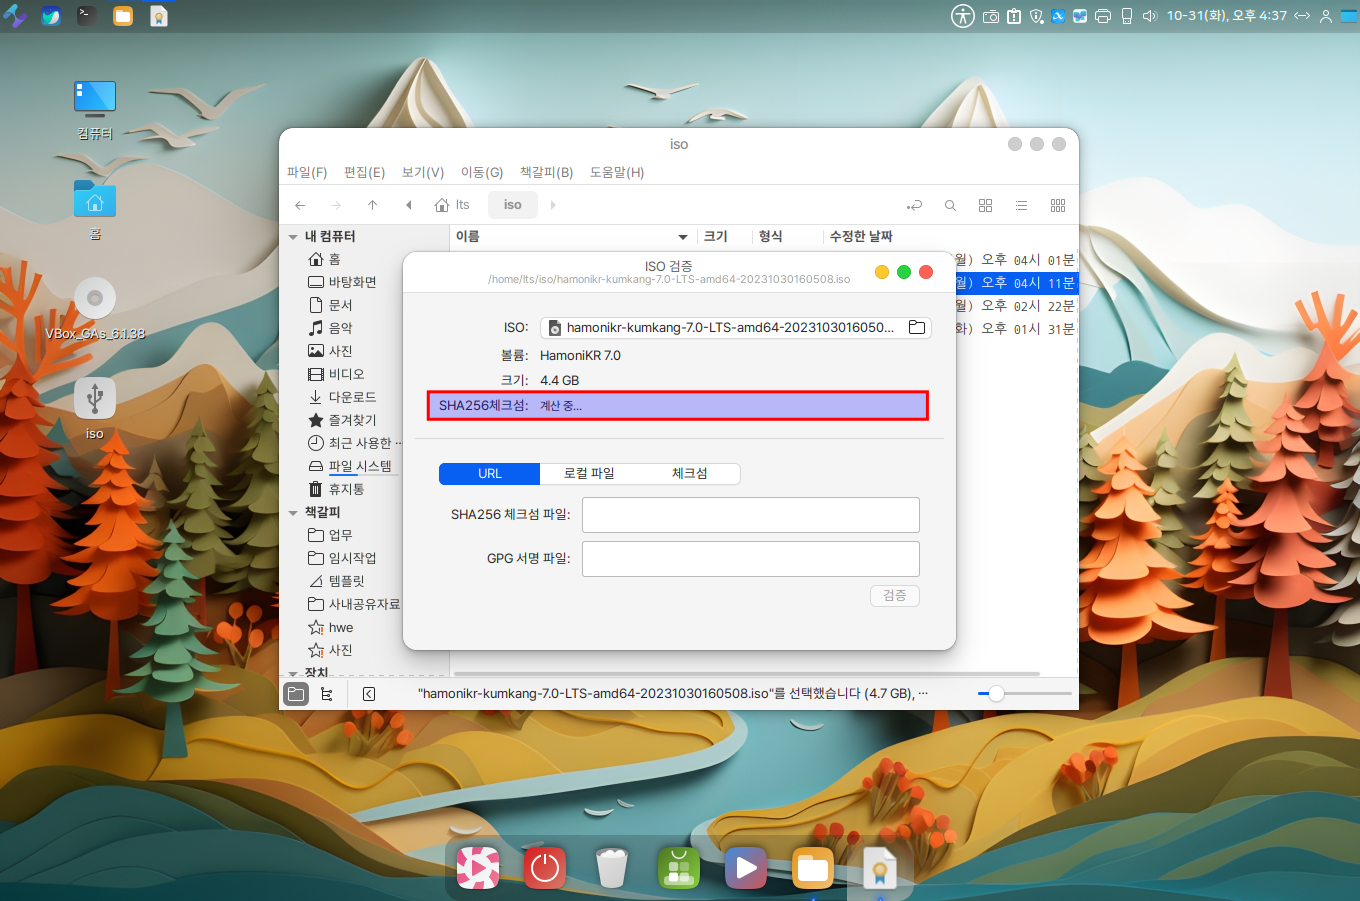 10-31(화), 오후 4:37
컴퓨터
홈
VBox_GAs_6.1.38
iso
iso
파일(F) 편집(E) 보기(V) 이동(G) 책갈피(B) 도움말(H)
lts iso
내 컴퓨터
홈
바탕화면
문서
음악
사진
비디오
다운로드
즐겨찾기
최근 사용한 ···
파일 시스템
휴지통
책갈피
업무
임시작업
템플릿
사내공유자료
hwe
사진
장치
이름 크기 형식 수정한 날짜
월) 오후 04시 01분
월) 오후 04시 11분
월) 오후 02시 22분
화) 오후 01시 31분
ISO 검증
/home/lts/iso/hamonikr-kumkang-7.0-LTS-amd64-20231030160508.iso
ISO: hamonikr-kumkang-7.0-LTS-amd64-2023103016050...
볼륨: HamoniKR 7.0
크기: 4.4 GB
SHA256체크섬: 계산 중...
URL 로컬 파일 체크섬
SHA256 체크섬 파일:
GPG 서명 파일:
검증
"hamonikr-kumkang-7.0-LTS-amd64-20231030160508.iso"를 선택했습니다 (4.7 GB), ···